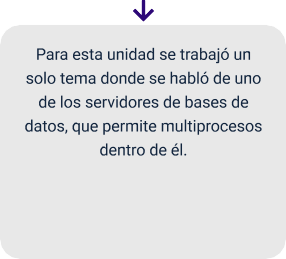 Para esta unidad se trabajó un
solo tema donde se habló de uno
de los servidores de bases de
datos, que permite multiprocesos
dentro de él.